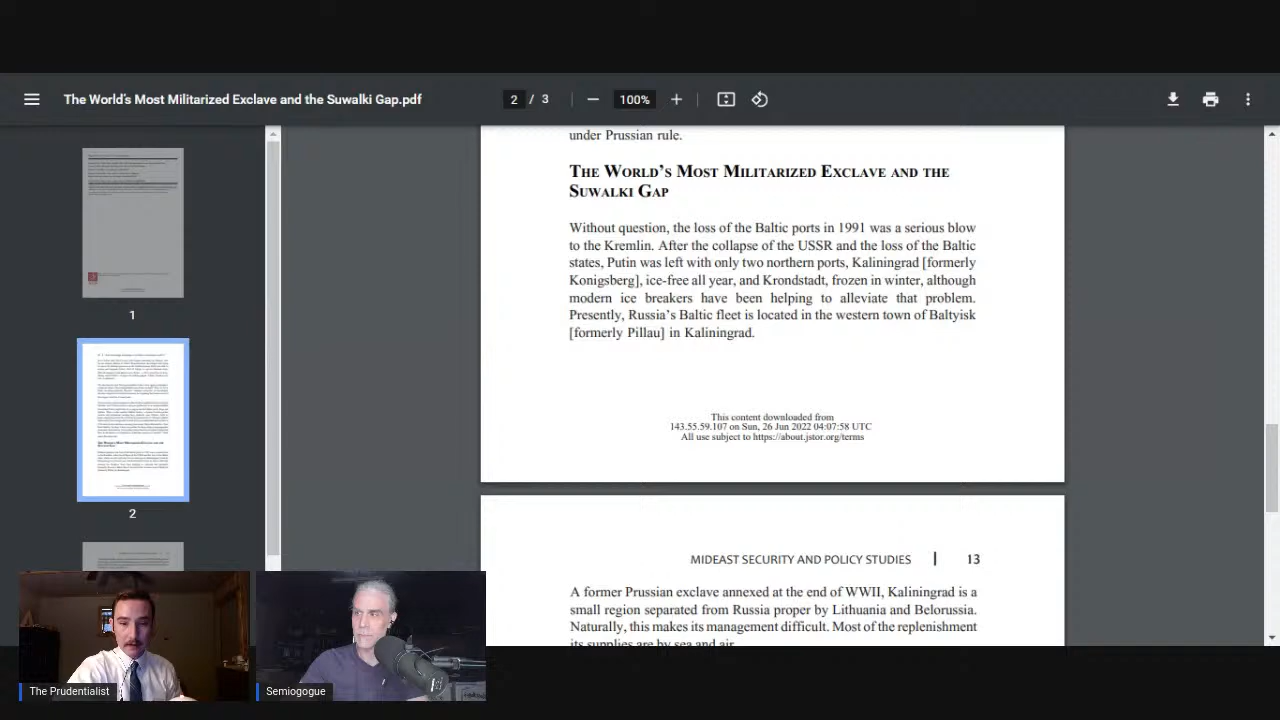 The World's Most Militarized Exclave and the Suwalki Gap.pdf
2 / 3
100%
1
2
under Prussian rule.
THE WORLD'S MOST MILITARIZED EXCLAVE AND THE
SUWALKI GAP
Without question, the loss of the Baltic ports in 1991 was a serious blow
to the Kremlin. After the collapse of the USSR and the loss of the Baltic
states, Putin was left with only two northern ports, Kaliningrad [formerly
Konigsberg], ice-free all year, and Krondstadt, frozen in winter, although
modern ice breakers have been helping to alleviate that problem.
Presently, Russia's Baltic fleet is located in the western town of Baltyisk
[formerly Pillau] in Kaliningrad.
This content downloaded from
143.55.59.107 on Sun, 26 Jun 2022 04:07:58 UTC
All use subject to https://about.jstor.org/terms
MIDEAST SECURITY AND POLICY STUDIES | 13
A former Prussian exclave annexed at the end of WWII, Kaliningrad is a
small region separated from Russia proper by Lithuania and Belorussia.
Naturally, this makes its management difficult. Most of the replenishment
its supplies are by sea and air
The Prudentialist
Semiogogue